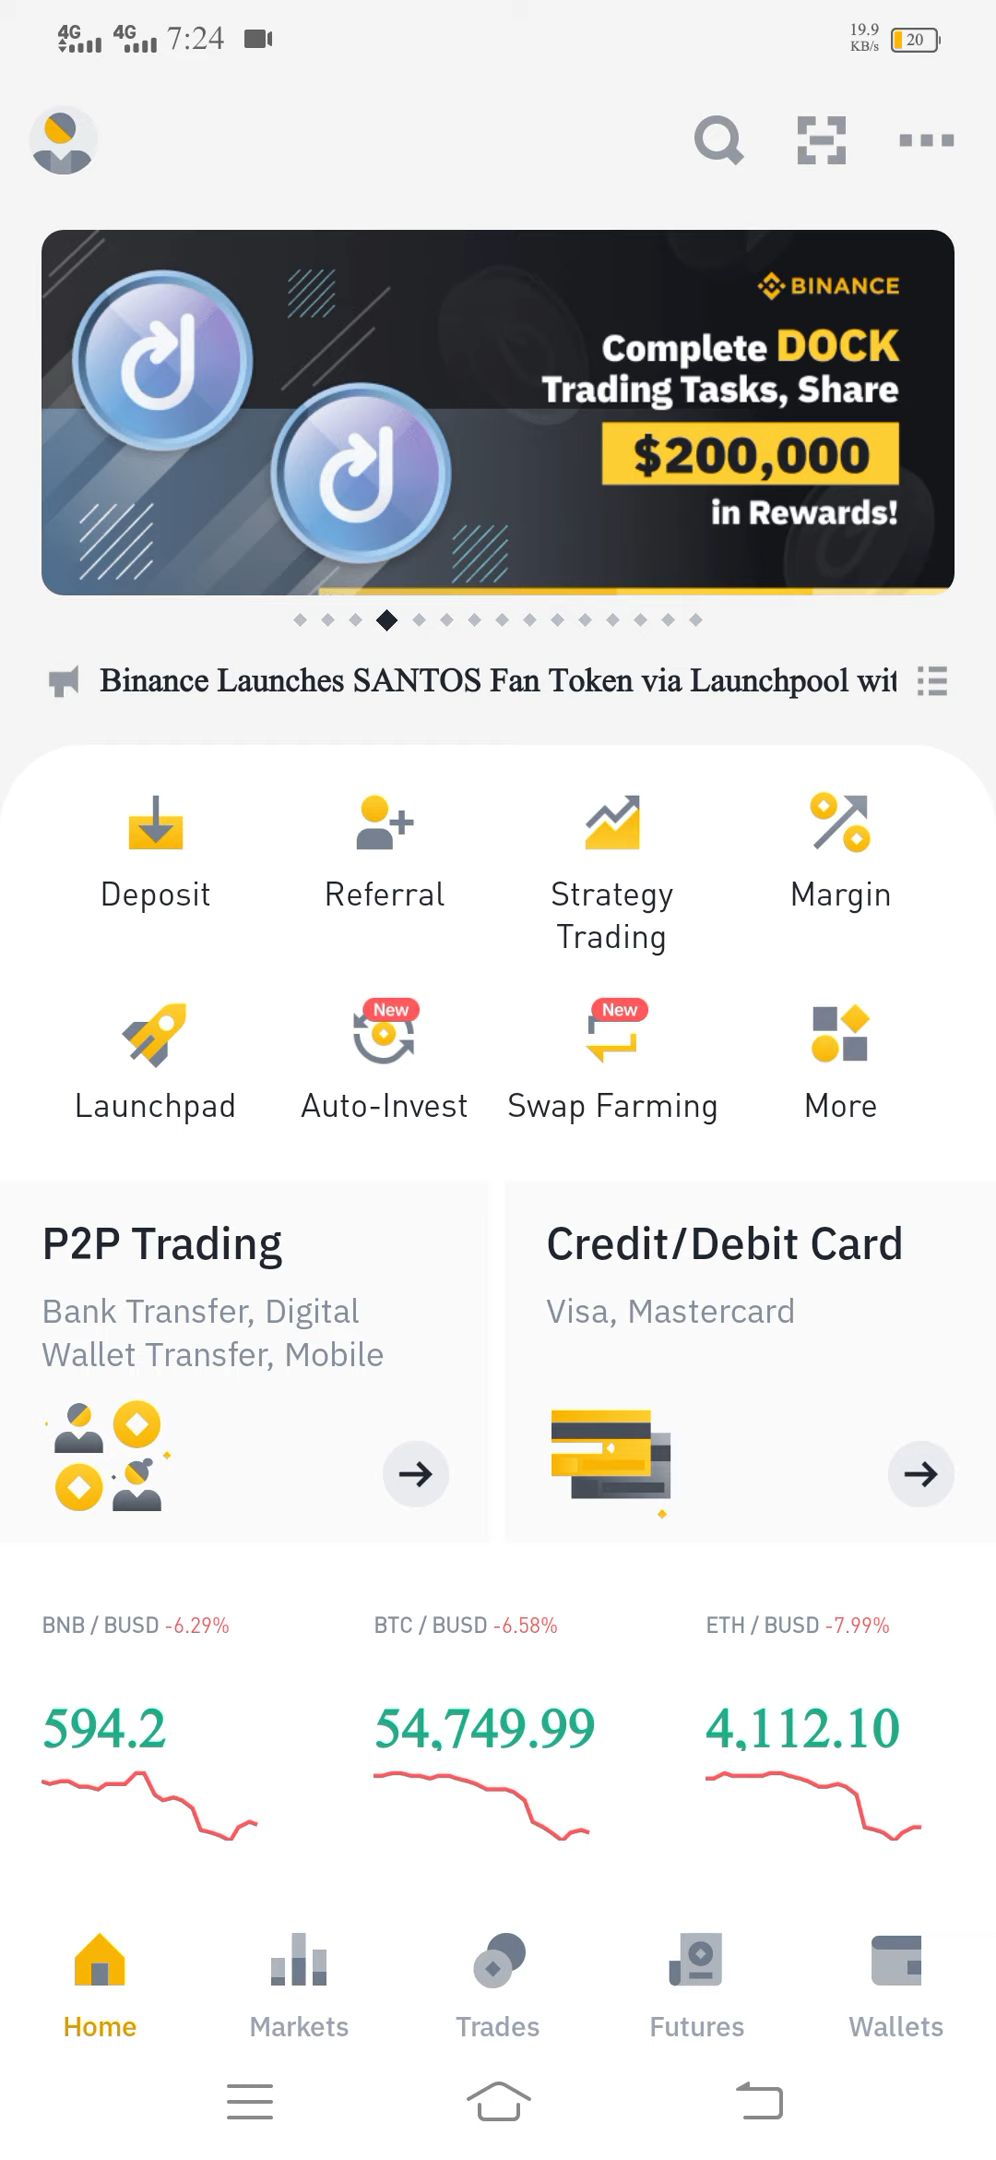 4G 4G 7:24 19.9 KB/s 20
BINANCE
Complete DOCK
Trading Tasks, Share
$200,000
in Rewards!
Binance Launches SANTOS Fan Token via Launchpool wit
Deposit Referral Strategy Trading Margin
New New
Launchpad Auto-Invest Swap Farming More
P2P Trading
Bank Transfer, Digital
Wallet Transfer, Mobile
Credit/Debit Card
Visa, Mastercard
BNB / BUSD -6.29% BTC / BUSD -6.58% ETH / BUSD -7.99%
594.2 54,749.99 4,112.10
Home Markets Trades Futures Wallets